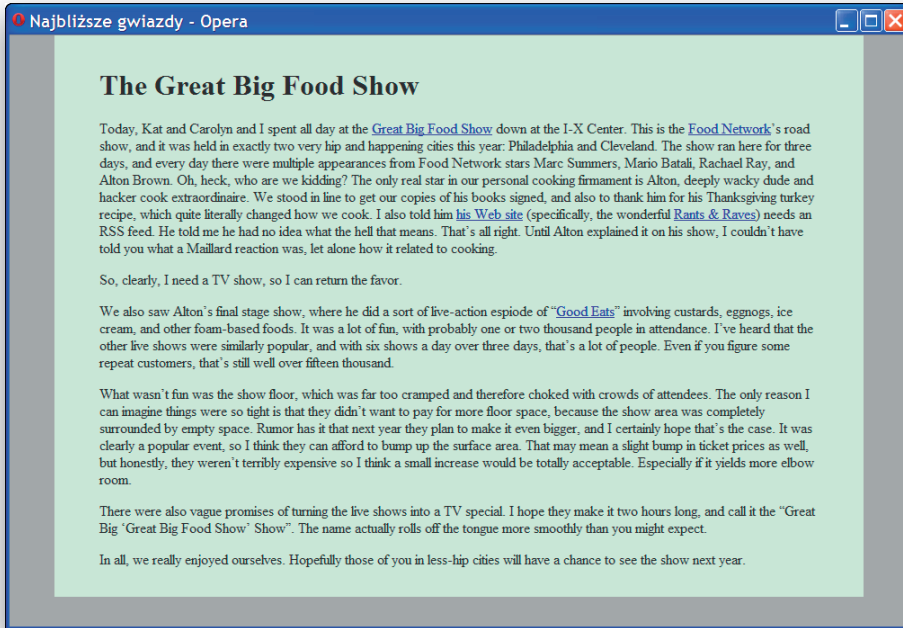 Najbliższe gwiazdy - Opera
The Great Big Food Show
Today, Kat and Carolyn and I spent all day at the Great Big Food Show down at the I-X Center. This is the Food Network's road
show, and it was held in exactly two very hip and happening cities this year: Philadelphia and Cleveland. The show ran here for three
days, and every day there were multiple appearances from Food Network stars Marc Summers, Mario Batali, Rachael Ray, and
Alton Brown. Oh, heck, who are we kidding? The only real star in our personal cooking firmament is Alton, deeply wacky dude and
hacker cook extraordinaire. We stood in line to get our copies of his books signed, and also to thank him for his Thanksgiving turkey
recipe, which quite literally changed how we cook. I also told him his Web site (specifically, the wonderful Rants & Raves) needs an
RSS feed. He told me he had no idea what the hell that means. That's all right. Until Alton explained it on his show, I couldn't have
told you what a Maillard reaction was, let alone how it related to cooking.
So, clearly, I need a TV show, so I can return the favor.
We also saw Alton's final stage show, where he did a sort of live-action espiode of “Good Eats” involving custards, eggnogs, ice
cream, and other foam-based foods. It was a lot of fun, with probably one or two thousand people in attendance. I've heard that the
other live shows were similarly popular, and with six shows a day over three days, that's a lot of people. Even if you figure some
repeat customers, that's still well over fifteen thousand.
What wasn't fun was the show floor, which was far too cramped and therefore choked with crowds of attendees. The only reason I
can imagine things were so tight is that they didn't want to pay for more floor space, because the show area was completely
surrounded by empty space. Rumor has it that next year they plan to make it even bigger, and I certainly hope that's the case. It was
clearly a popular event, so I think they can afford to bump up the surface area. That may mean a slight bump in ticket prices as well,
but honestly, they weren't terribly expensive so I think a small increase would be totally acceptable. Especially if it yields more elbow
room.
There were also vague promises of turning the live shows into a TV special. I hope they make it two hours long, and call it the “Great
Big ‘Great Big Food Show’ Show”. The name actually rolls off the tongue more smoothly than you might expect.
In all, we really enjoyed ourselves. Hopefully those of you in less-hip cities will have a chance to see the show next year.